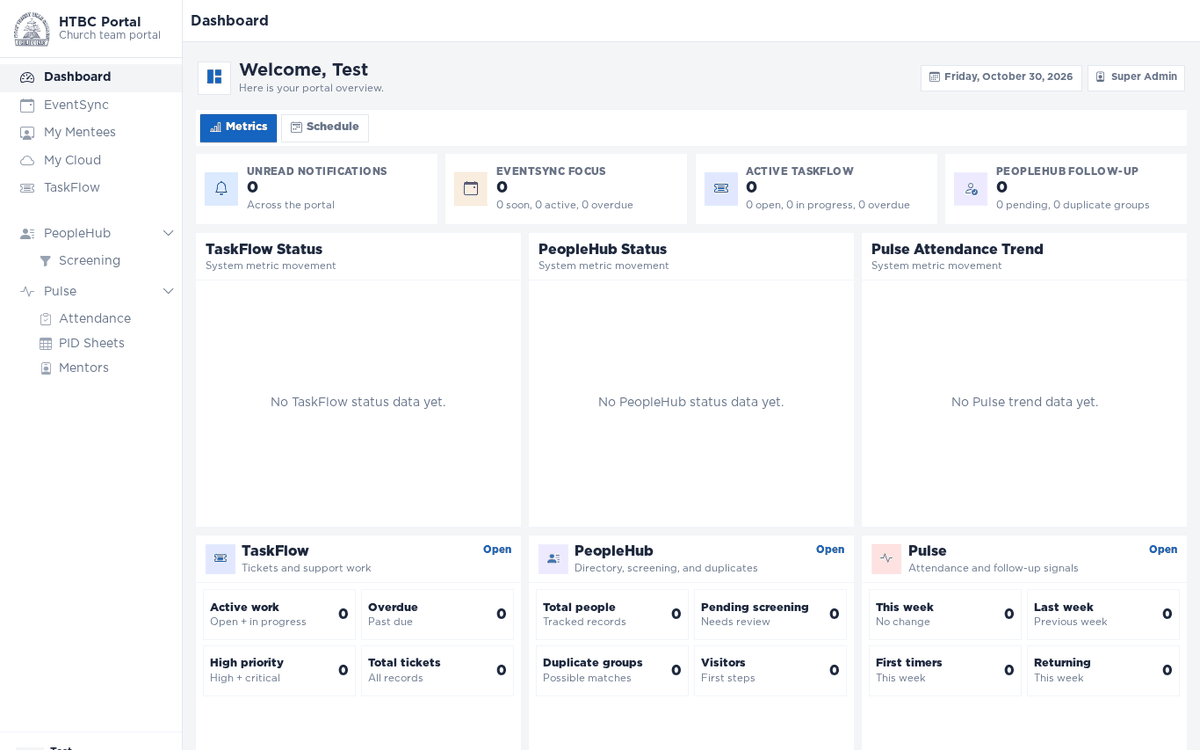 HTBC Portal
Church team portal
Dashboard
EventSync
My Mentees
My Cloud
TaskFlow
PeopleHub
Screening
Pulse
Attendance
PID Sheets
Mentors
Test
Dashboard
Welcome, Test
Here is your portal overview.
Friday, October 30, 2026
Super Admin
Metrics
Schedule
UNREAD NOTIFICATIONS
0
Across the portal
EVENTSYNC FOCUS
0
0 soon, 0 active, 0 overdue
ACTIVE TASKFLOW
0
0 open, 0 in progress, 0 overdue
PEOPLEHUB FOLLOW-UP
0
0 pending, 0 duplicate groups
TaskFlow Status
System metric movement
No TaskFlow status data yet.
PeopleHub Status
System metric movement
No PeopleHub status data yet.
Pulse Attendance Trend
System metric movement
No Pulse trend data yet.
TaskFlow
Open
Tickets and support work
Active work
Open + in progress
0
Overdue
Past due
0
High priority
High + critical
0
Total tickets
All records
0
PeopleHub
Open
Directory, screening, and duplicates
Total people
Tracked records
0
Pending screening
Needs review
0
Duplicate groups
Possible matches
0
Visitors
First steps
0
Pulse
Open
Attendance and follow-up signals
This week
No change
0
Last week
Previous week
0
First timers
This week
0
Returning
This week
0